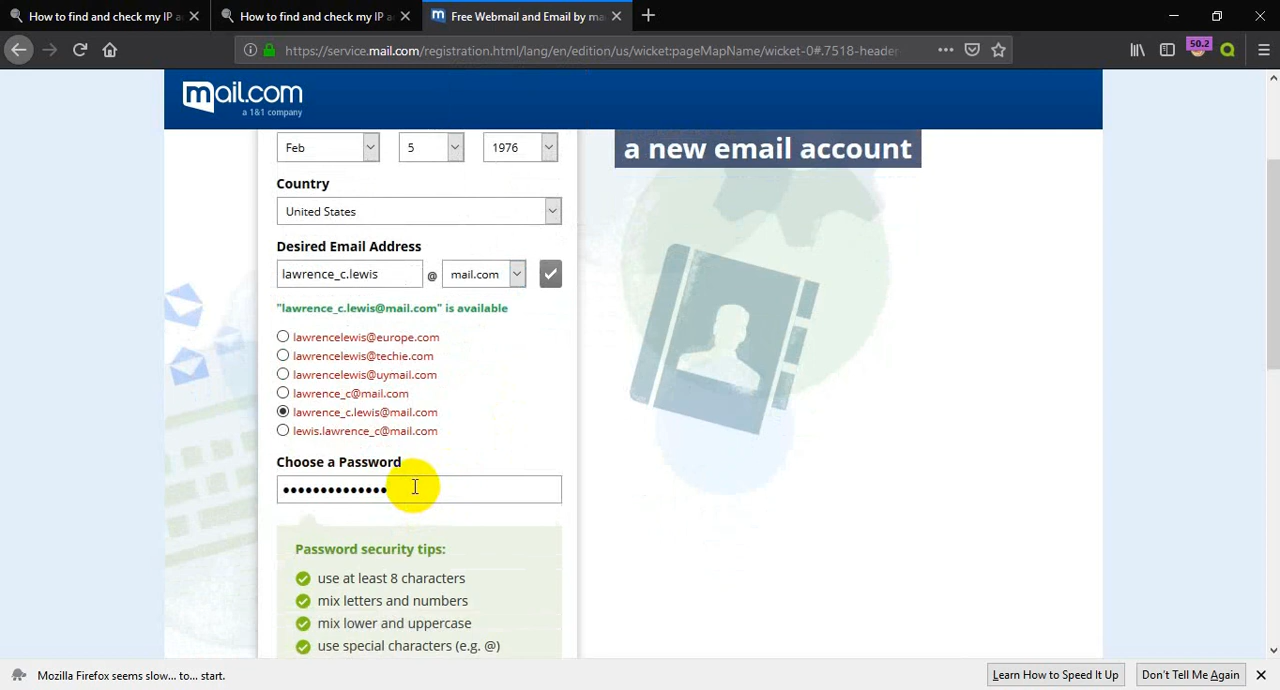 How to find and check my IP a
How to find and check my IP a
Free Webmail and Email by ma
https://service.mail.com/registration.html/lang/en/edition/us/wicket:pageMapName/wicket-0#.7518-header
50.2
mail.com
a 1&1 company
Feb
5
1976
a new email account
Country
United States
Desired Email Address
lawrence_c.lewis @ mail.com
"lawrence_c.lewis@mail.com" is available
lawrencelewis@europe.com
lawrencelewis@techie.com
lawrencelewis@uymail.com
lawrence_c@mail.com
lawrence_c.lewis@mail.com
lewis.lawrence_c@mail.com
Choose a Password
Password security tips:
use at least 8 characters
mix letters and numbers
mix lower and uppercase
use special characters (e.g. @)
Mozilla Firefox seems slow... to... start.
Learn How to Speed It Up
Don't Tell Me Again